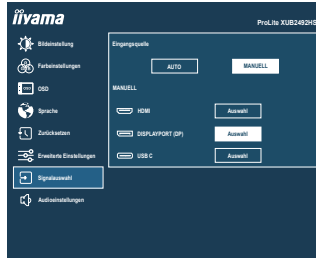 iiyama
ProLite XUB2492HS
Bildeinstellung
Farbeinstellungen
OSD
Sprache
Zurücksetzen
Erweiterte Einstellungen
Signalauswahl
Audioeinstellungen
Eingangsquelle
AUTO MANUELL
MANUELL
HDMI Auswahl
DISPLAYPORT (DP) Auswahl
USB C Auswahl